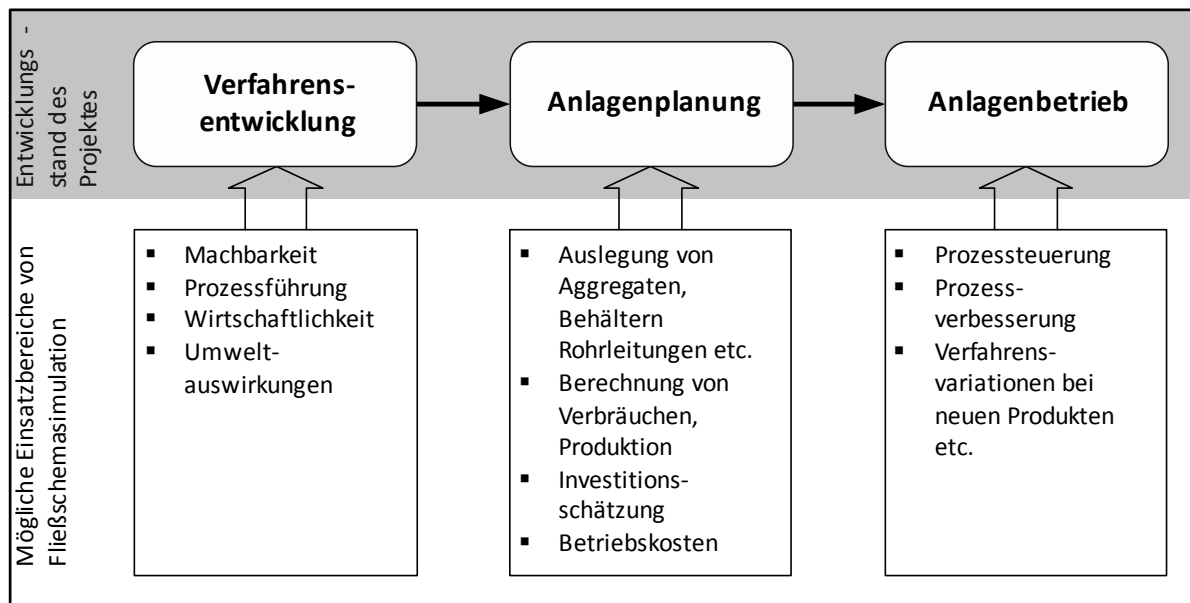 Entwicklungs -
stand des
Projektes
Verfahrens-
entwicklung
Anlagenplanung
Anlagenbetrieb
Mögliche Einsatzbereiche von
Fließschemasimulation
▪ Machbarkeit
▪ Prozessführung
▪ Wirtschaftlichkeit
▪ Umwelt-
auswirkungen
▪ Auslegung von
Aggregaten,
Behältern
Rohrleitungen etc.
▪ Berechnung von
Verbräuchen,
Produktion
▪ Investitions-
schätzung
▪ Betriebskosten
▪ Prozessteuerung
▪ Prozess-
verbesserung
▪ Verfahrens-
variationen bei
neuen Produkten
etc.